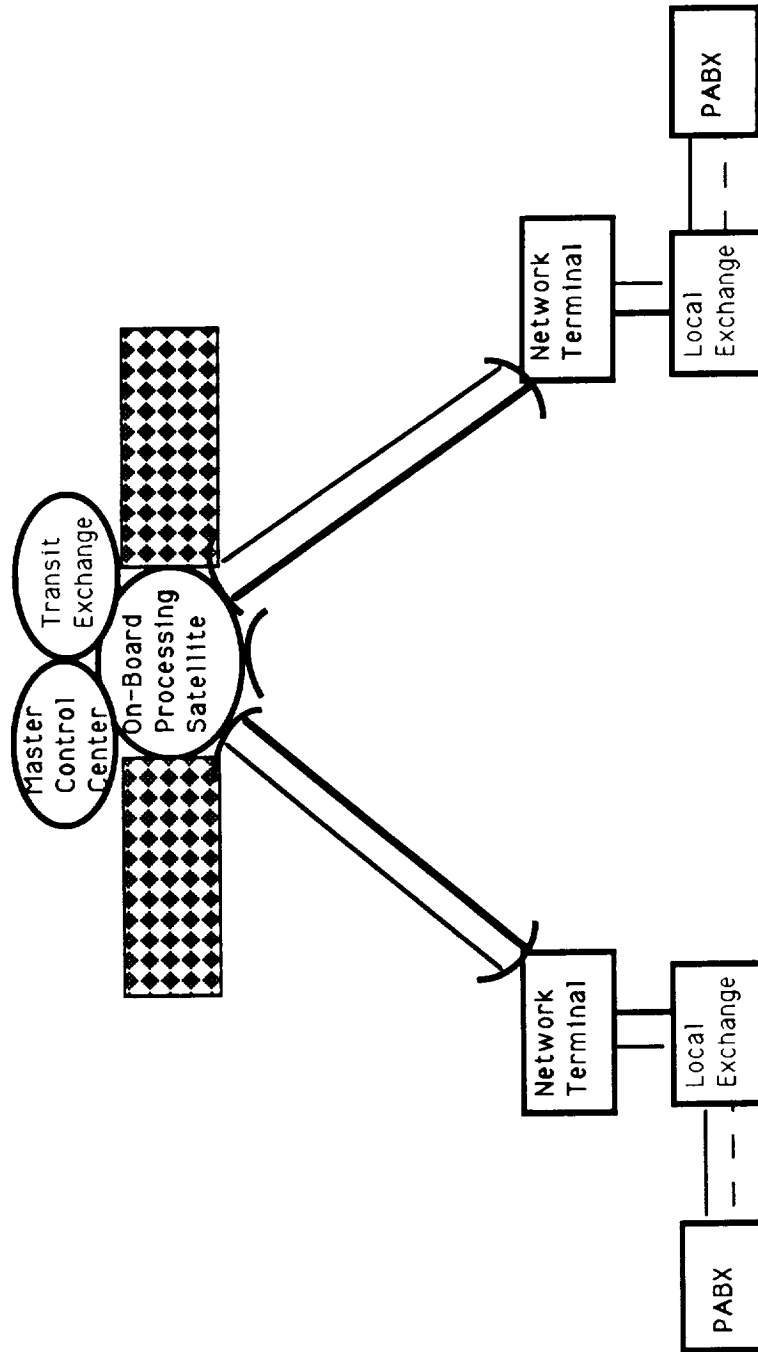 Master
Control
Center
Transit
Exchange
On-Board
Processing
Satellite
Network
Terminal
Network
Terminal
PABX
Local
Exchange
Local
Exchange
PABX